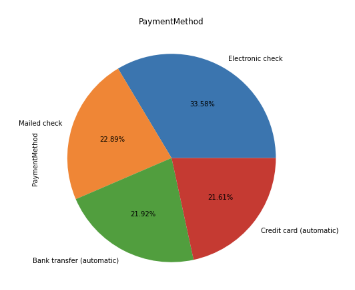 PaymentMethod
Electronic check
33.58%
Mailed check
22.89%
PaymentMethod
21.92%
21.61%
Credit card (automatic)
Bank transfer (automatic)